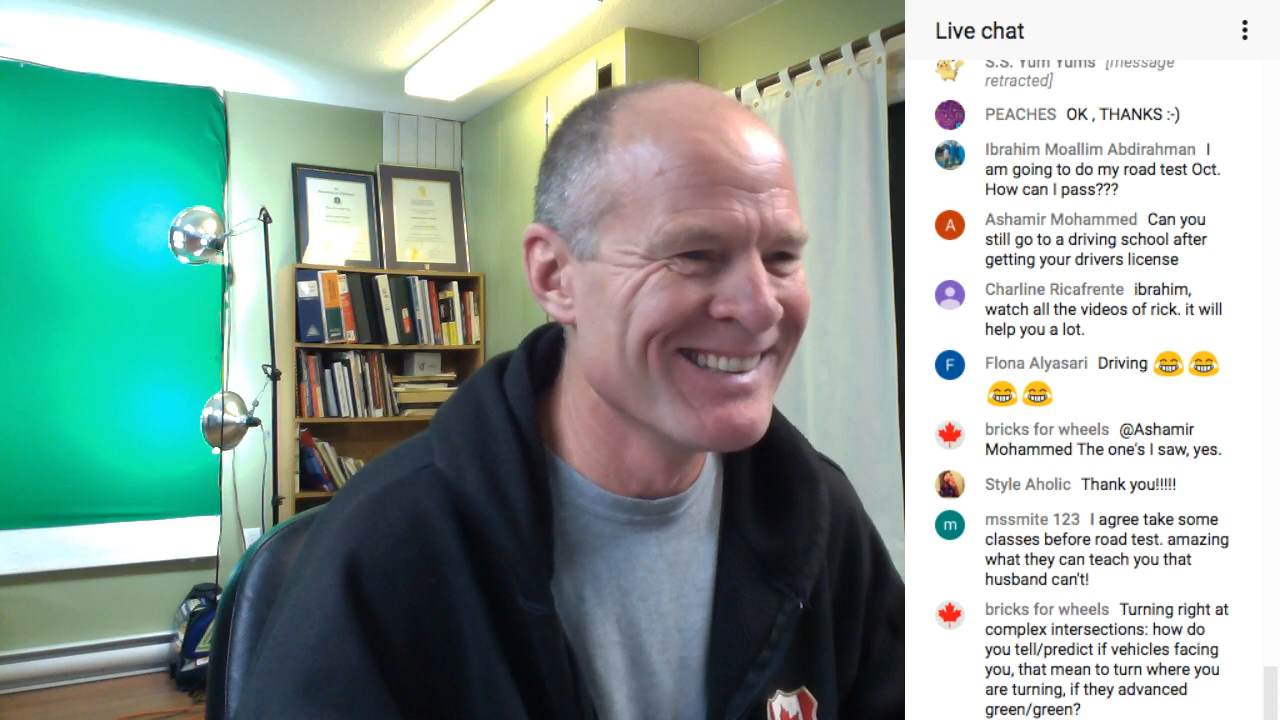 Live chat
S.S. Yum Yums [message
retracted]
PEACHES OK , THANKS :-)
Ibrahim Moallim Abdirahman I
am going to do my road test Oct.
How can I pass???
A
Ashamir Mohammed Can you
still go to a driving school after
getting your drivers license
Charline Ricafrente ibrahim,
watch all the videos of rick. it will
help you a lot.
F
Flona Alyasari Driving 😂 😂
😂 😂
bricks for wheels @Ashamir
Mohammed The one's I saw, yes.
Style Aholic Thank you!!!!!
m
mssmite 123 I agree take some
classes before road test. amazing
what they can teach you that
husband can't!
bricks for wheels Turning right at
complex intersections: how do
you tell/predict if vehicles facing
you, that mean to turn where you
are turning, if they advanced
green/green?